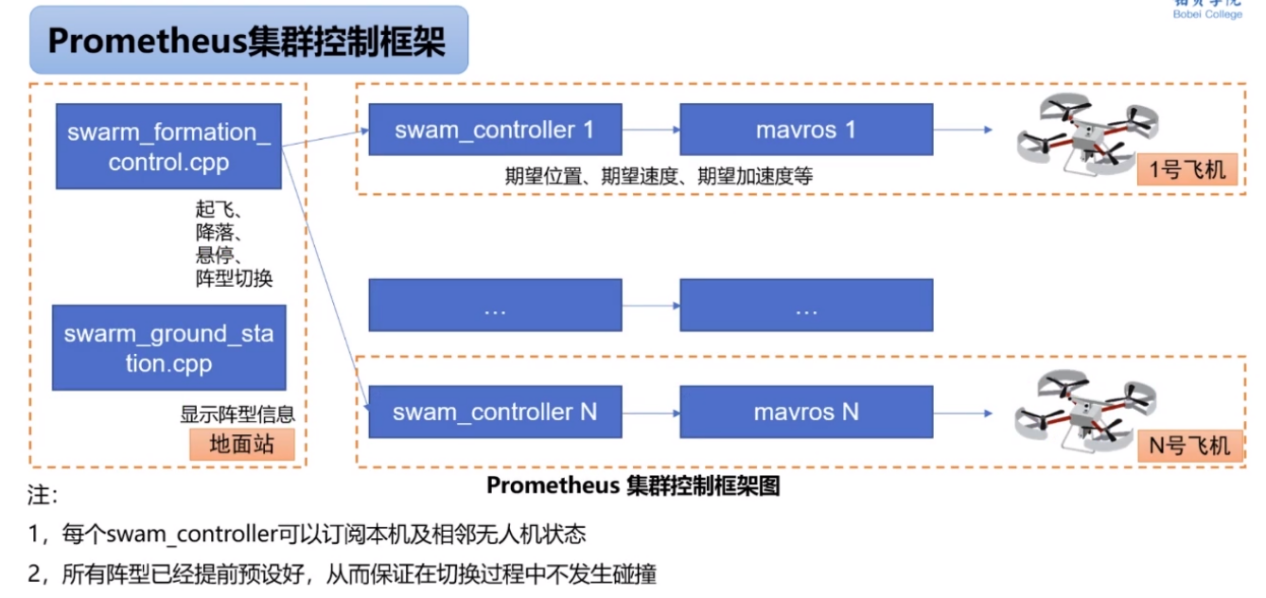 Bobei College
Prometheus集群控制框架
swarm_formation_
control.cpp
起飞、
降落、
悬停、
阵型切换
swarm_ground_sta
tion.cpp
显示阵型信息
地面站
swam_controller 1
mavros 1
期望位置、期望速度、期望加速度等
1号飞机
...
...
swam_controller N
mavros N
N号飞机
Prometheus 集群控制框架图
注：
1，每个swam_controller可以订阅本机及相邻无人机状态
2，所有阵型已经提前预设好，从而保证在切换过程中不发生碰撞